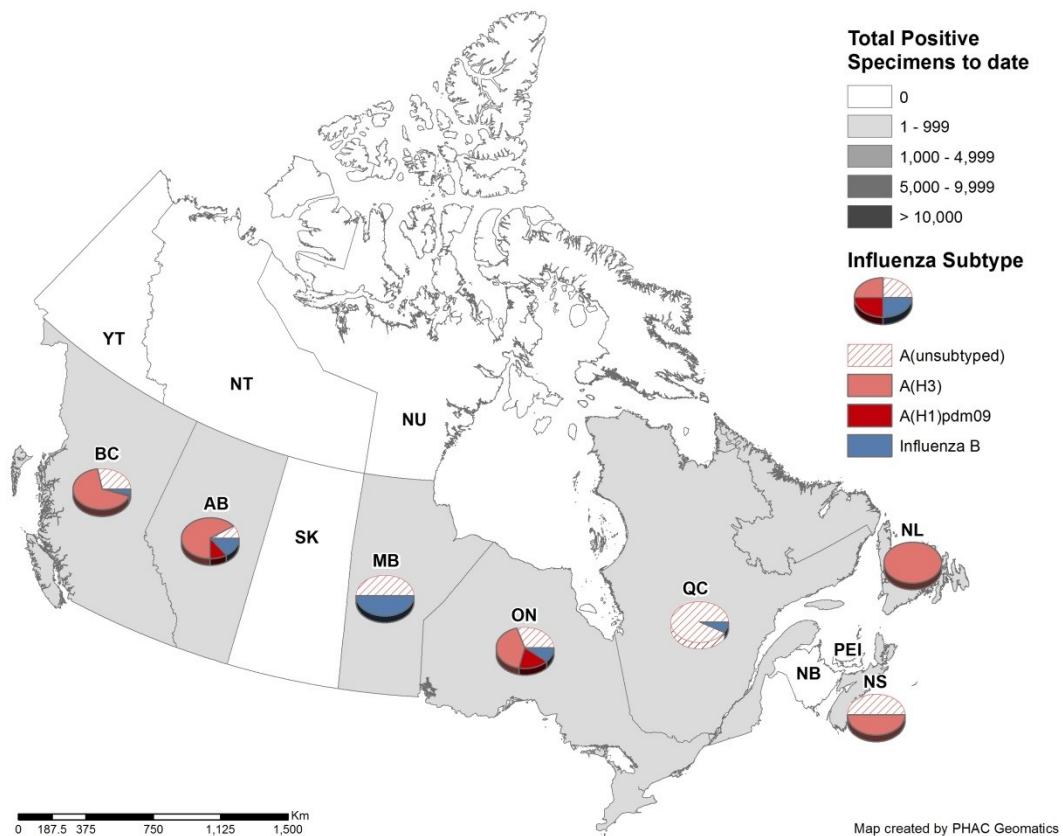 Total Positive
Specimens to date
0
1 - 999
1,000 - 4,999
5,000 - 9,999
> 10,000
Influenza Subtype
A(unsubtyped)
A(H3)
A(H1)pdm09
Influenza B
YT
NT
NU
BC
AB
SK
MB
ON
QC
NL
PEI
NB
NS
Km
0 187.5 375 750 1,125 1,500
Map created by PHAC Geomatics